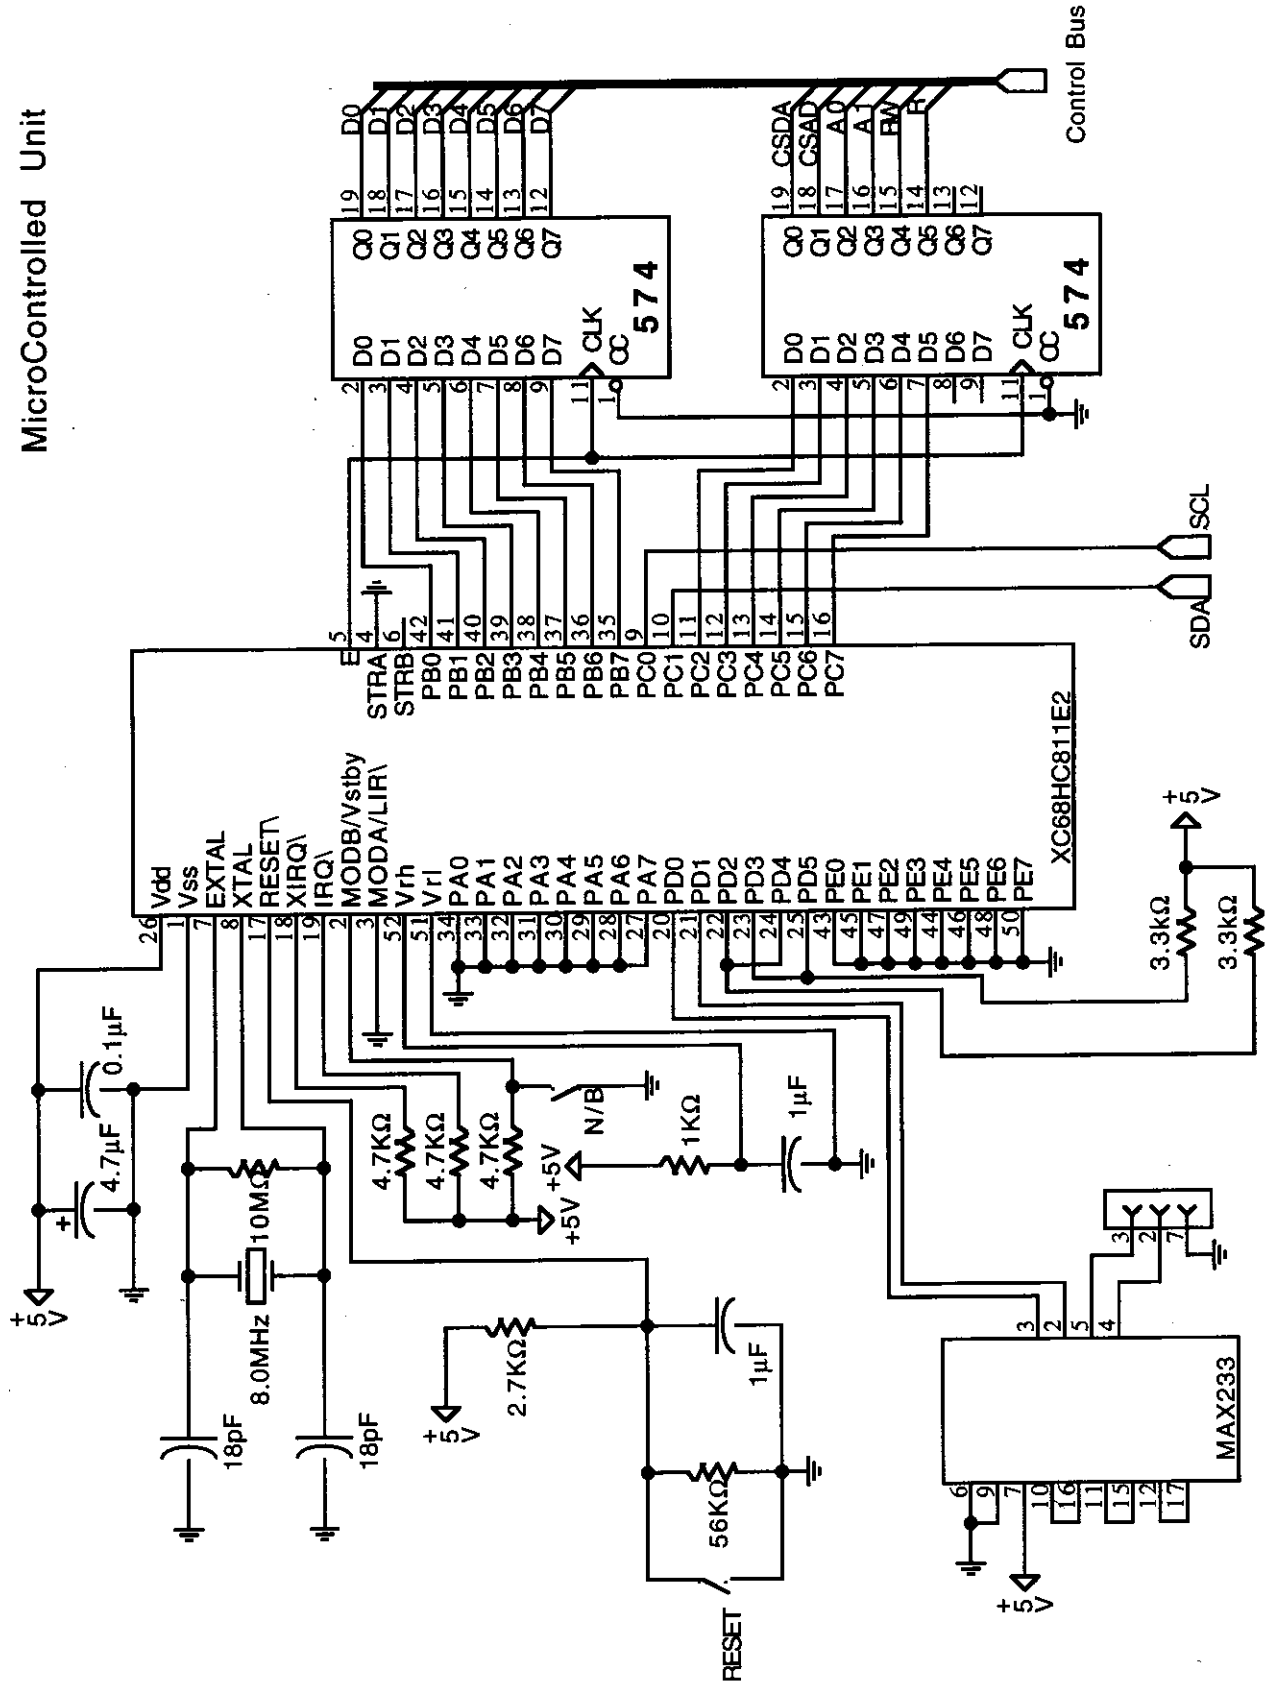 MicroControlled Unit
+5V
4.7µF
0.1µF
+
18pF
18pF
8.0MHz
10MΩ
+5V
2.7KΩ
1µF
56KΩ
RESET
4.7KΩ
4.7KΩ
4.7KΩ
+5V
N/B
+5V
1KΩ
1µF
26 Vdd
1 Vss
7 EXTAL
8 XTAL
17 RESET\
18 XIRQ\
19 IRQ\
2 MODB/Vstby
3 MODA/LIR\
52 Vrh
51 Vrl
34 PA0
33 PA1
32 PA2
31 PA3
30 PA4
29 PA5
28 PA6
27 PA7
20 PD0
21 PD1
22 PD2
23 PD3
24 PD4
25 PD5
43 PE0
45 PE1
47 PE2
49 PE3
44 PE4
46 PE5
48 PE6
50 PE7
E 5
STRA 4
STRB 6
PB0 42
PB1 41
PB2 40
PB3 39
PB4 38
PB5 37
PB6 36
PB7 35
PC0 9
PC1 10
PC2 11
PC3 12
PC4 13
PC5 14
PC6 15
PC7 16
XC68HC811E2
2 D0 Q0 19 D0
3 D1 Q1 18 D1
4 D2 Q2 17 D2
5 D3 Q3 16 D3
6 D4 Q4 15 D4
7 D5 Q5 14 D5
8 D6 Q6 13 D6
9 D7 Q7 12 D7
11 CLK
1 OC
574
2 D0 Q0 19 CSDA
3 D1 Q1 18 CSAD
4 D2 Q2 17 A0
5 D3 Q3 16 A1
6 D4 Q4 15 RW
7 D5 Q5 14 R
8 D6 Q6 13
9 D7 Q7 12
11 CLK
1 OC
574
Control Bus
SDA
SCL
3.3kΩ
3.3kΩ
+5V
3
2
7
6
9
7
10
16
11
15
12
17
3
2
5
4
MAX233
+5V